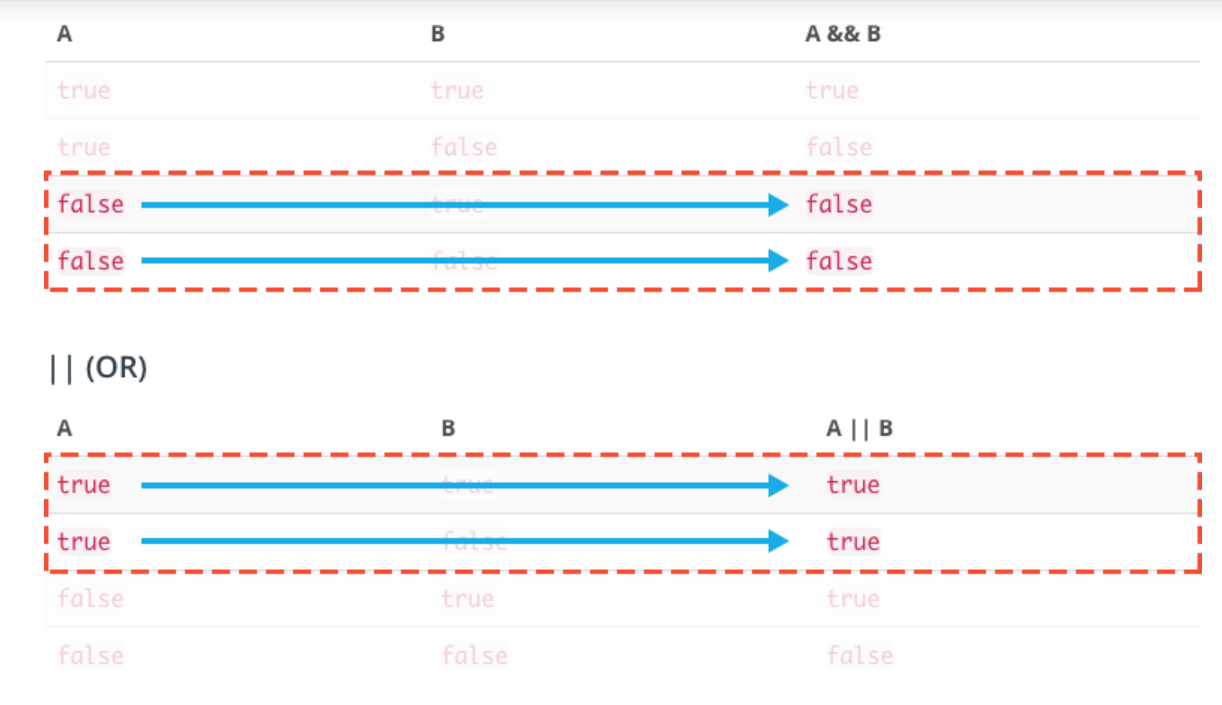 A B A && B
true true true
true false false
false true false
false false false
|| (OR)
A B A || B
true true true
true false true
false true true
false false false